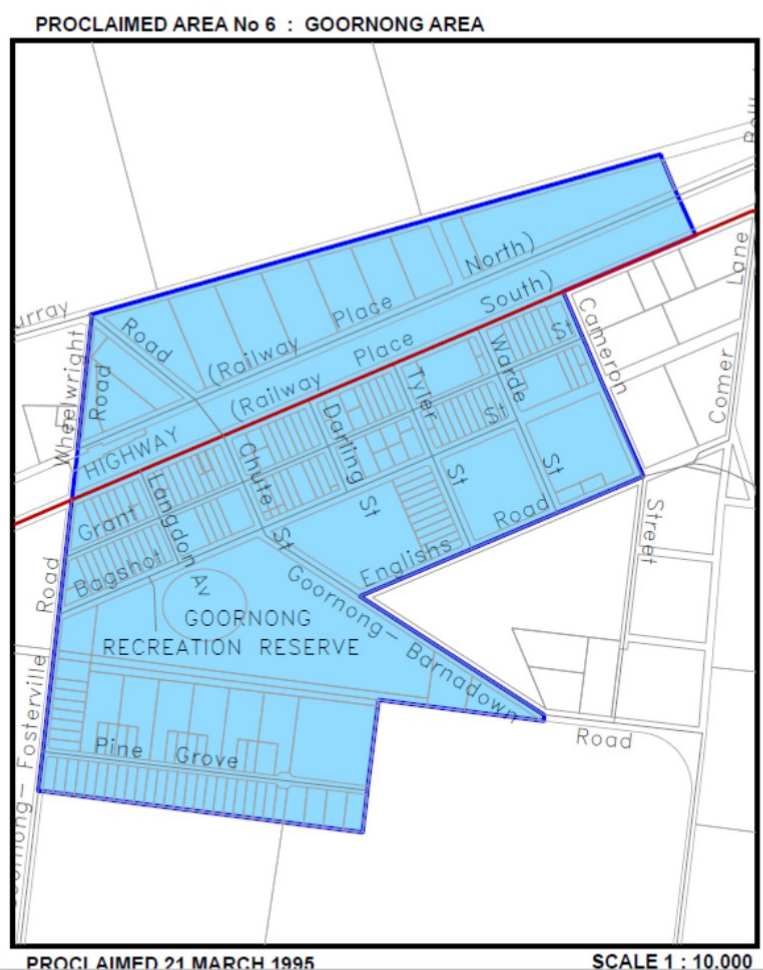 PROCLAIMED AREA No 6 : GOORNONG AREA
North)
Lane
South)
Place
urray
Road
(Railway
Place
Cameron
St
Wheelwright
Road
(Railway
Warde
Tyler
Comer
HIGHWAY
Darling
St
Chute
Langdon
St
St
Grant
St
Road
Street
Bagshot
St
Englishs
Road
Av
Goornong- Barnadown
GOORNONG
RECREATION RESERVE
Fosterville
Road
Pine Grove
PROCLAIMED 21 MARCH 1995
SCALE 1 : 10.000